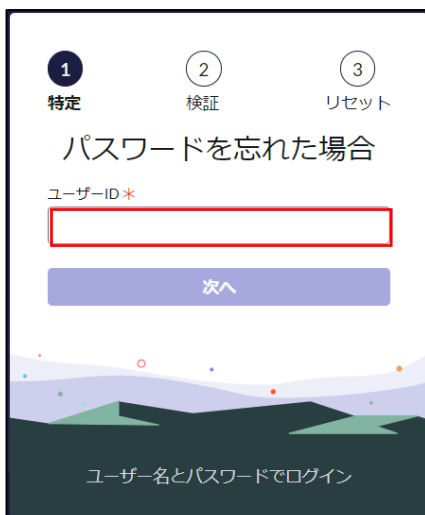 1 2 3
特定 検証 リセット
パスワードを忘れた場合
ユーザーID＊
次へ
ユーザー名とパスワードでログイン